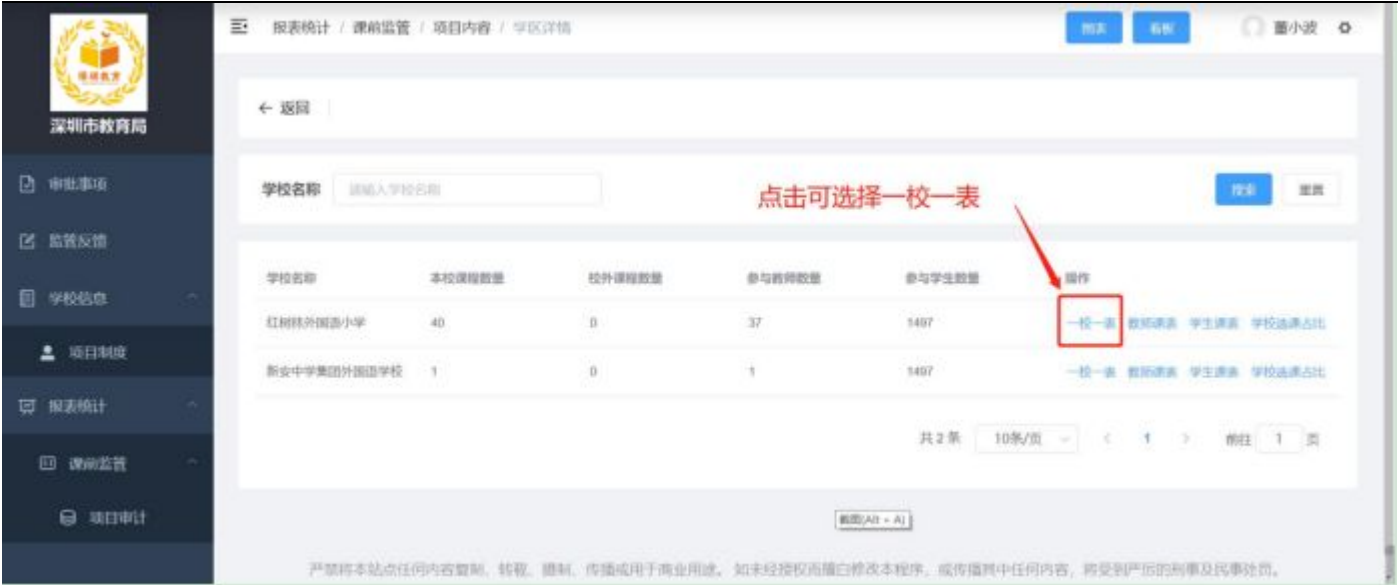 报表统计 / 课前监管 / 项目内容 / 学区详情
图表 看板 董小波
深圳市教育局
← 返回
审批事项
监管反馈
学校信息
项目制度
报表统计
课前监管
项目审计
学校名称 请输入学校名称
点击可选择一校一表
搜索 重置
学校名称 本校课程数量 校外课程数量 参与教师数量 参与学生数量 操作
红树林外国语小学 40 0 37 1497 一校一表 教师课表 学生课表 学校选课占比
新安中学集团外国语学校 1 0 1 1497 一校一表 教师课表 学生课表 学校选课占比
共 2 条 10条/页 < 1 > 前往 1 页
截图(Alt + A)
严禁将本站点任何内容复制、转载、摄制、传播或用于商业用途。 如未经授权而擅自修改本程序，或传播其中任何内容，将受到严厉的刑事及民事处罚。